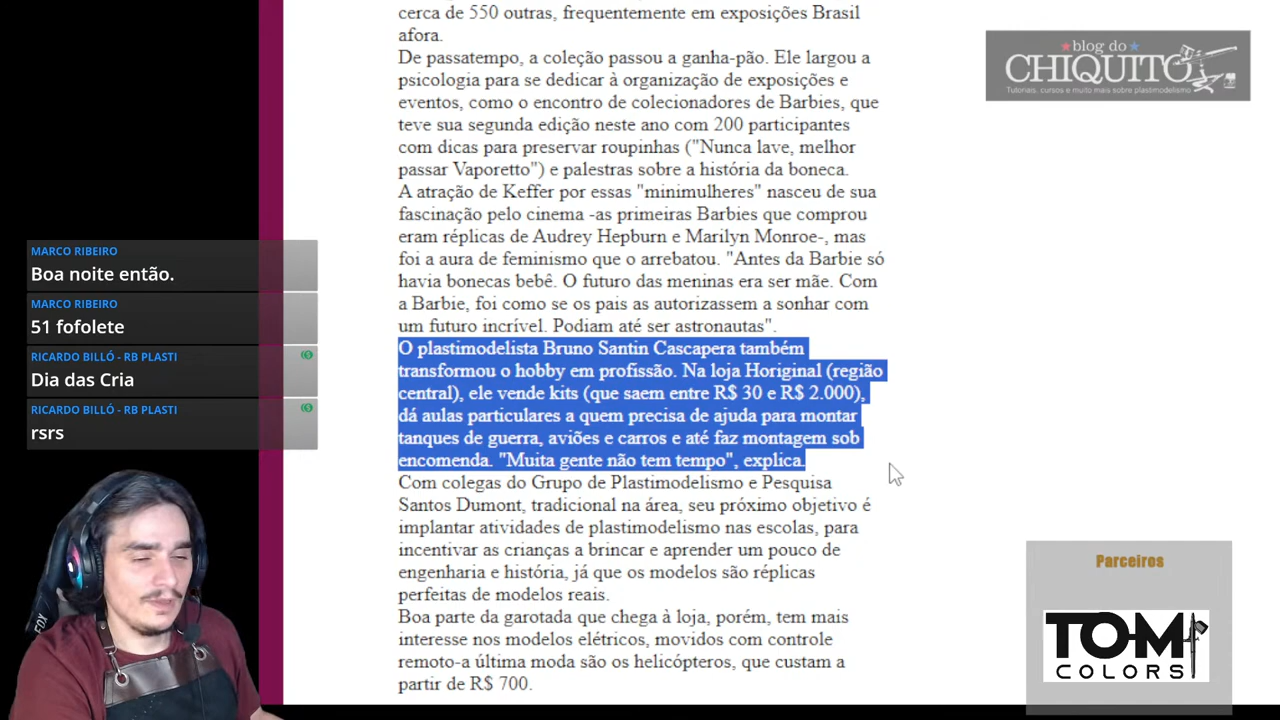 cerca de 550 outras, frequentemente em exposições Brasil
afora.
De passatempo, a coleção passou a ganha-pão. Ele largou a
psicologia para se dedicar à organização de exposições e
eventos, como o encontro de colecionadores de Barbies, que
teve sua segunda edição neste ano com 200 participantes
com dicas para preservar roupinhas ("Nunca lave, melhor
passar Vaporetto") e palestras sobre a história da boneca.
A atração de Keffer por essas "minimulheres" nasceu de sua
fascinação pelo cinema -as primeiras Barbies que comprou
eram réplicas de Audrey Hepburn e Marilyn Monroe-, mas
foi a aura de feminismo que o arrebatou. "Antes da Barbie só
havia bonecas bebê. O futuro das meninas era ser mãe. Com
a Barbie, foi como se os pais as autorizassem a sonhar com
um futuro incrível. Podiam até ser astronautas".
O plastimodelista Bruno Santin Cascapera também
transformou o hobby em profissão. Na loja Horiginal (região
central), ele vende kits (que saem entre R$ 30 e R$ 2.000),
dá aulas particulares a quem precisa de ajuda para montar
tanques de guerra, aviões e carros e até faz montagem sob
encomenda. "Muita gente não tem tempo", explica.
Com colegas do Grupo de Plastimodelismo e Pesquisa
Santos Dumont, tradicional na área, seu próximo objetivo é
implantar atividades de plastimodelismo nas escolas, para
incentivar as crianças a brincar e aprender um pouco de
engenharia e história, já que os modelos são réplicas
perfeitas de modelos reais.
Boa parte da garotada que chega à loja, porém, tem mais
interesse nos modelos elétricos, movidos com controle
remoto-a última moda são os helicópteros, que custam a
partir de R$ 700.
MARCO RIBEIRO
Boa noite então.
MARCO RIBEIRO
51 fofolete
RICARDO BILLÓ - RB PLASTI
Dia das Cria
RICARDO BILLÓ - RB PLASTI
rsrs
blog do
CHIQUITO
Tutoriais, cursos e muito mais sobre plastimodelismo
Parceiros
TOM
COLORS